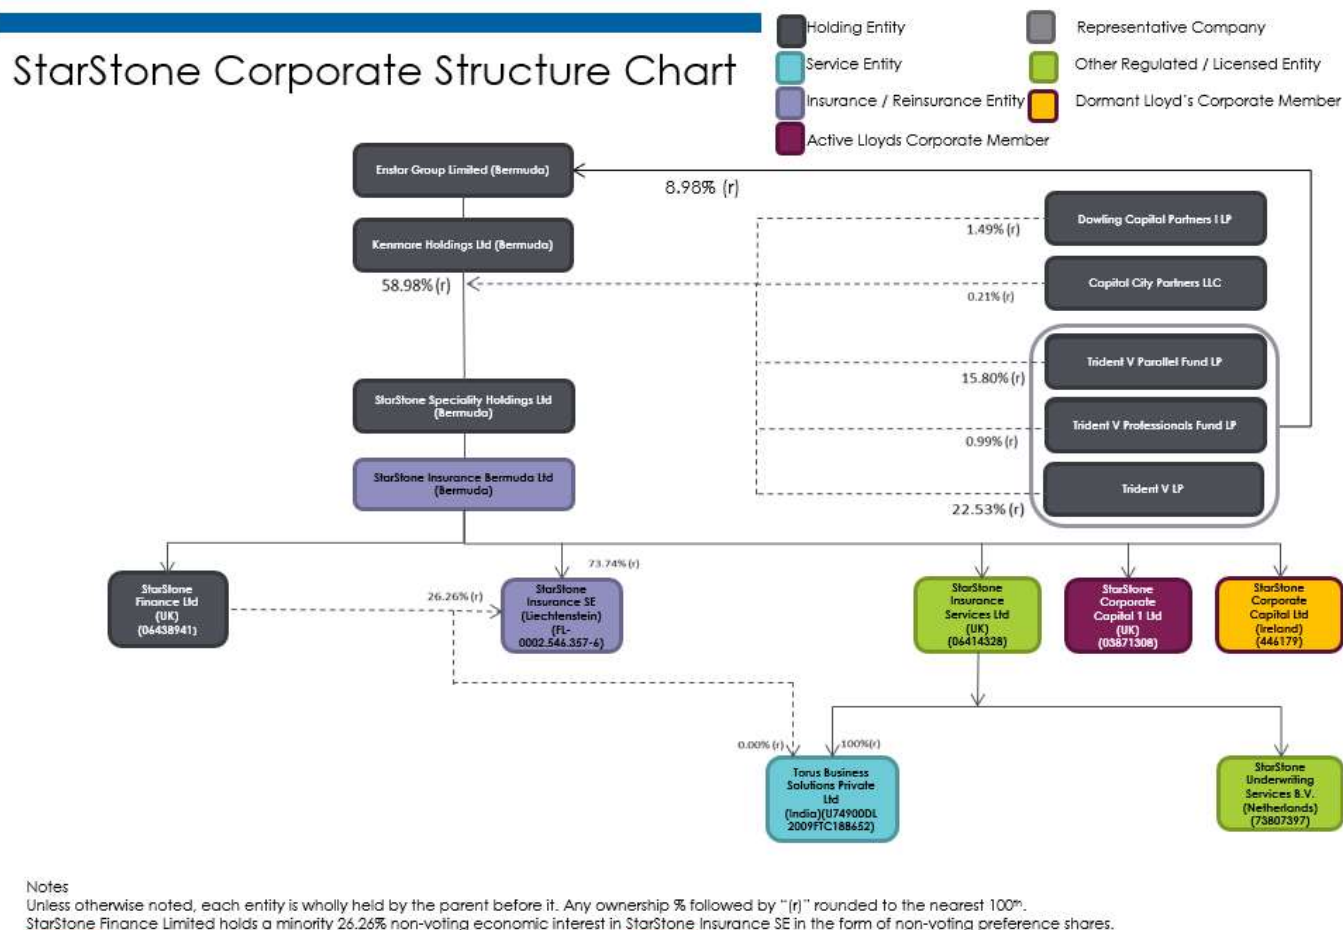 StarStone Corporate Structure Chart
Holding Entity
Service Entity
Insurance / Reinsurance Entity
Active Lloyds Corporate Member
Representative Company
Other Regulated / Licensed Entity
Dormant Lloyd's Corporate Member
Enstar Group Limited (Bermuda)
8.98% (r)
Kenmare Holdings Ltd (Bermuda)
58.98% (r)
Dowling Capital Partners I LP
1.49% (r)
Capital City Partners LLC
0.21% (r)
Trident V Parallel Fund LP
15.80% (r)
Trident V Professionals Fund LP
0.99% (r)
Trident V LP
22.53% (r)
StarStone Speciality Holdings Ltd
(Bermuda)
StarStone Insurance Bermuda Ltd
(Bermuda)
StarStone
Finance Ltd
(UK)
(06438941)
26.26% (r)
73.74% (r)
StarStone
Insurance SE
(Liechtenstein)
(FL-
0002.546.357-6)
StarStone
Insurance
Services Ltd
(UK)
(06414328)
StarStone
Corporate
Capital 1 Ltd
(UK)
(03871308)
StarStone
Corporate
Capital Ltd
(Ireland)
(446179)
0.00% (r)
100%(r)
Torus Business
Solutions Private
Ltd
(India)(U74900DL
2009FTC188652)
StarStone
Underwriting
Services B.V.
(Netherlands)
(73807397)
Notes
Unless otherwise noted, each entity is wholly held by the parent before it. Any ownership % followed by "(r)" rounded to the nearest 100th.
StarStone Finance Limited holds a minority 26.26% non-voting economic interest in StarStone Insurance SE in the form of non-voting preference shares.